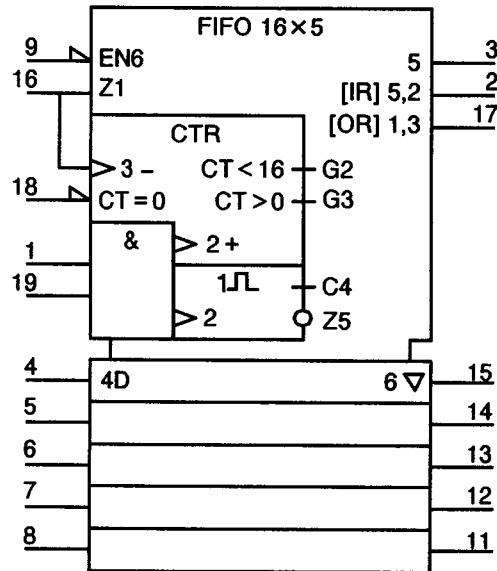 FIFO 16×5
9 EN6 5 3
16 Z1 [IR] 5,2 2
[OR] 1,3 17
CTR
3 – CT<16 G2
18 CT=0 CT>0 G3
&
1 2+
19 1 C4
2 Z5
4 4D 6 ▽ 15
5 14
6 13
7 12
8 11